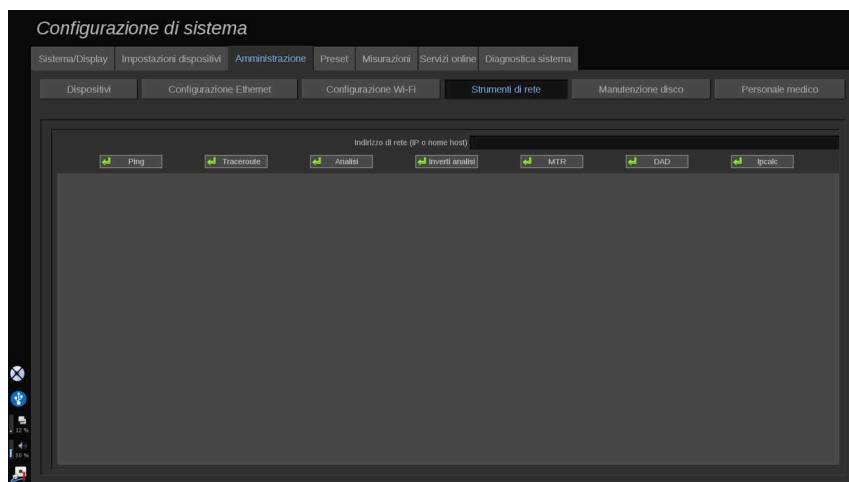 Configurazione di sistema
Sistema/Display Impostazioni dispositivi Amministrazione Preset Misurazioni Servizi online Diagnostica sistema
Dispositivi Configurazione Ethernet Configurazione Wi-Fi Strumenti di rete Manutenzione disco Personale medico
Indirizzo di rete (IP o nome host)
Ping Traceroute Analisi Inverti analisi MTR DAD Ipcalc
12 %
50 %